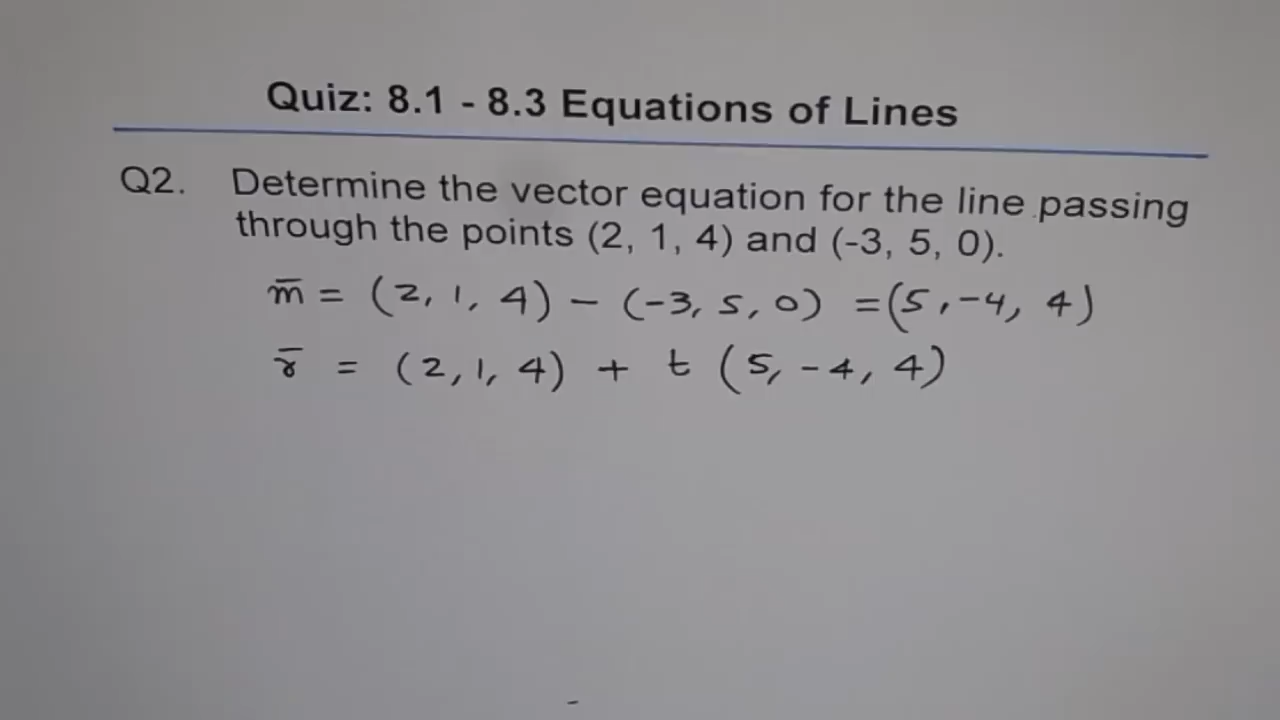 Quiz: 8.1 - 8.3 Equations of Lines
Q2. Determine the vector equation for the line passing
through the points (2, 1, 4) and (-3, 5, 0).
m̄ = (2, 1, 4) - (-3, 5, 0) = (5, -4, 4)
r̄ = (2, 1, 4) + t (5, -4, 4)